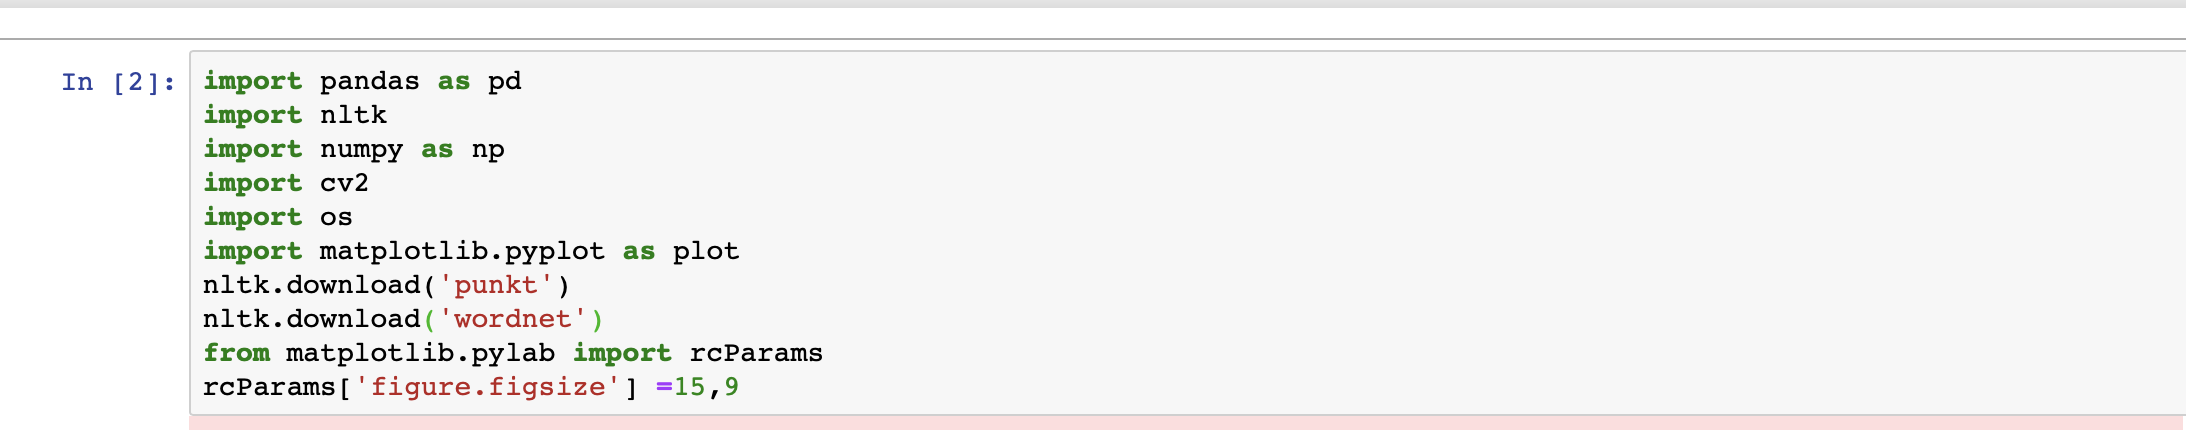 In [2]:
import pandas as pd
import nltk
import numpy as np
import cv2
import os
import matplotlib.pyplot as plot
nltk.download('punkt')
nltk.download('wordnet')
from matplotlib.pylab import rcParams
rcParams['figure.figsize'] =15,9